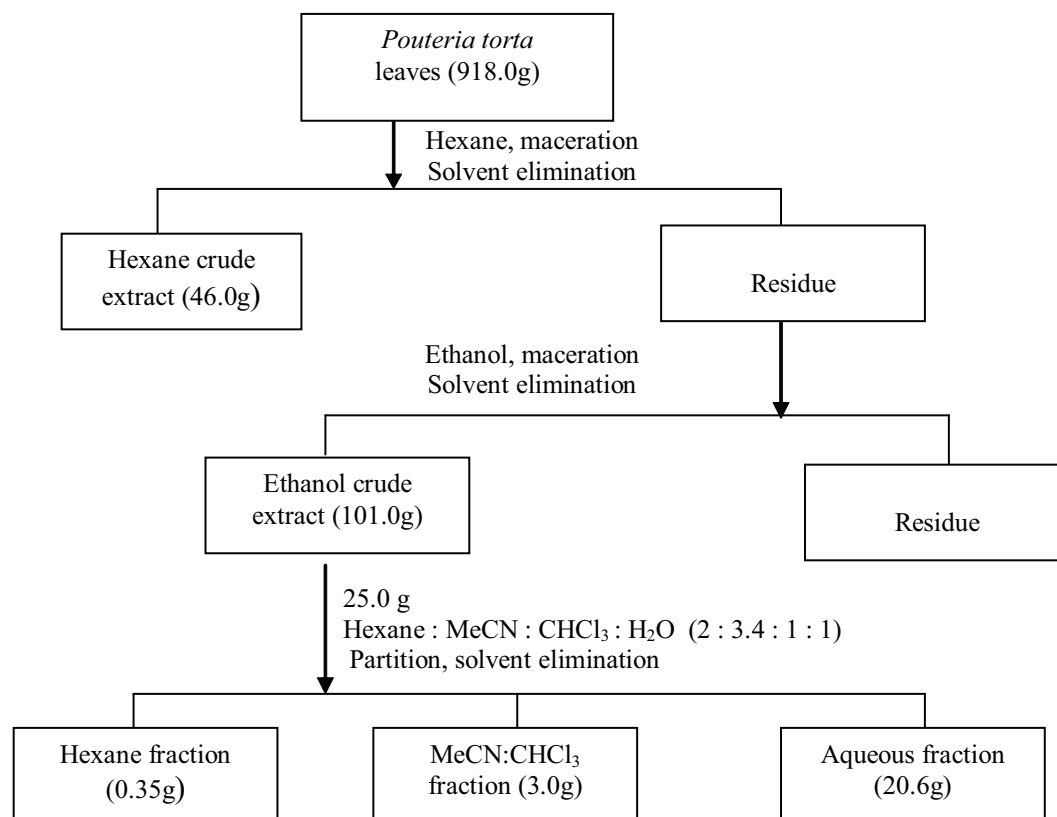 Pouteria torta
leaves (918.0g)
Hexane, maceration
Solvent elimination
Hexane crude
extract (46.0g)
Residue
Ethanol, maceration
Solvent elimination
Ethanol crude
extract (101.0g)
Residue
25.0 g
Hexane : MeCN : CHCl₃ : H₂O (2 : 3.4 : 1 : 1)
Partition, solvent elimination
Hexane fraction
(0.35g)
MeCN:CHCl₃
fraction (3.0g)
Aqueous fraction
(20.6g)